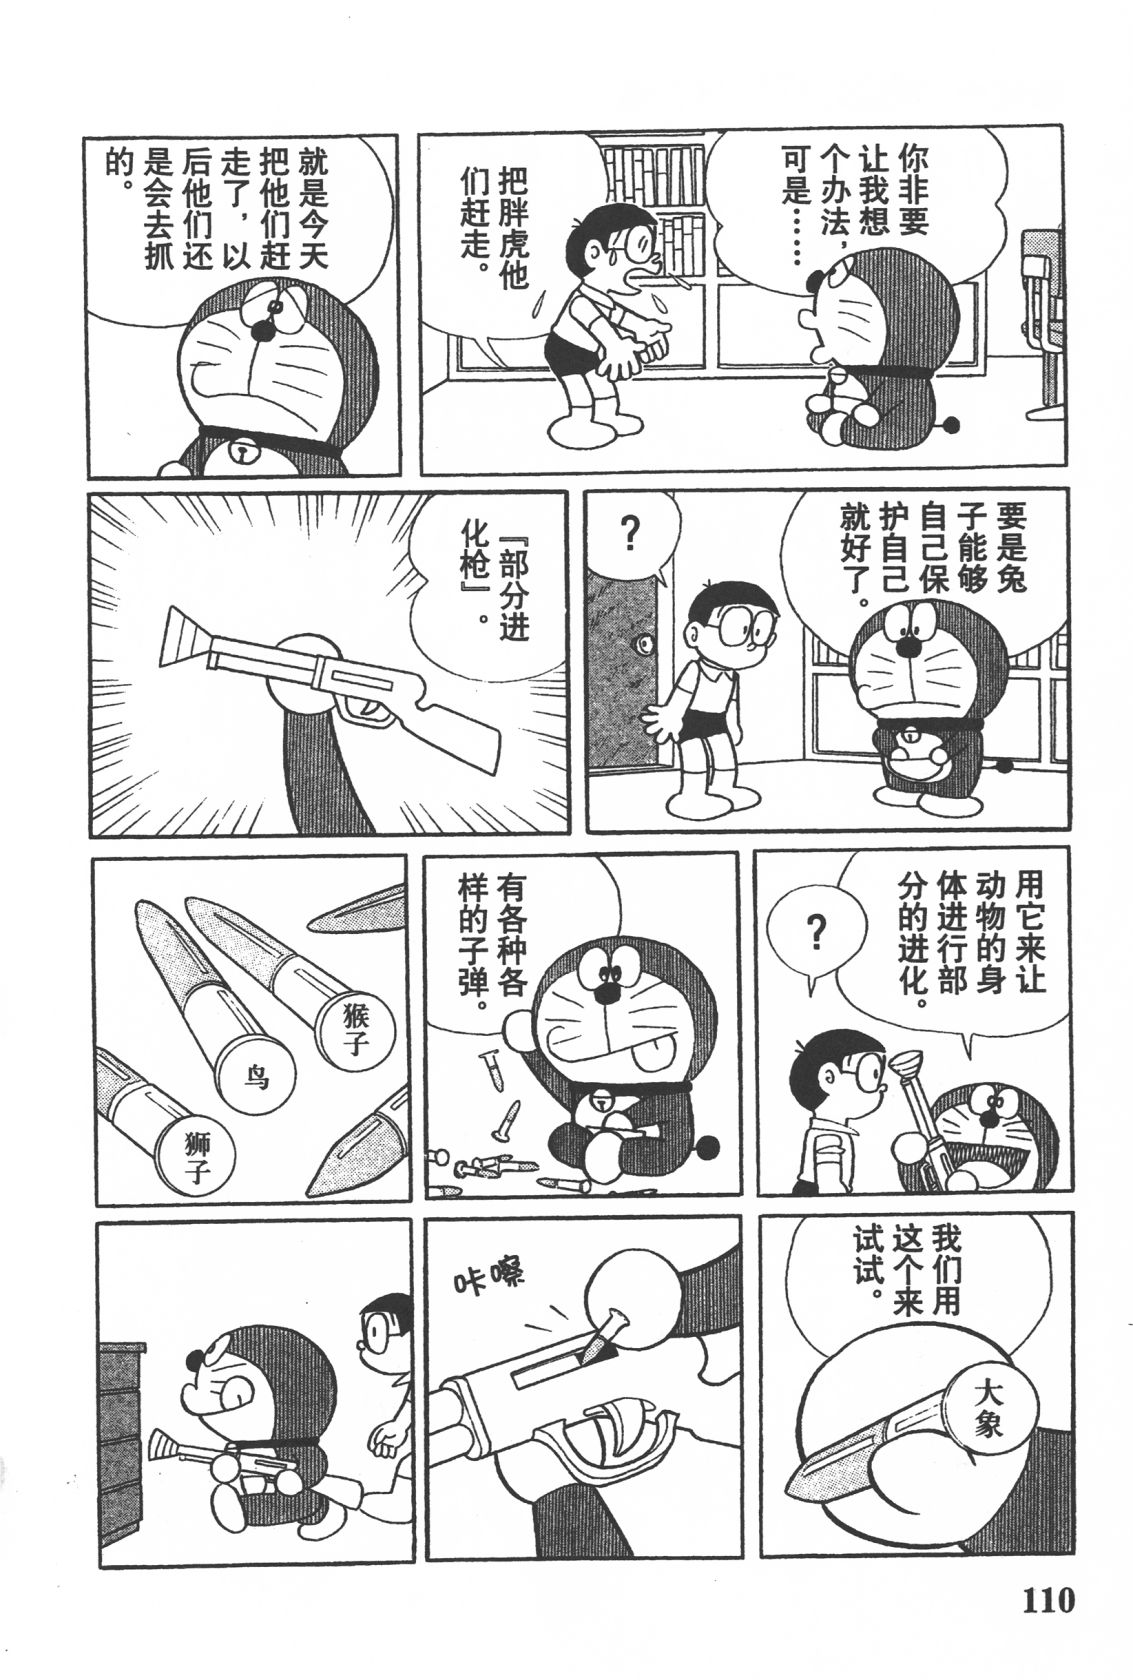 你非要
让我想
个办法，
可是……
把胖虎他
们赶走。
就是今天
把他们赶
走了，以
后他们还
是会去抓
的。
要是兔
子能够
自己保
护自己
就好了。
？
『部分进
化枪』。
用它来让
动物的身
体进行部
分的进化。
？
有各种各
样的子弹。
猴子
鸟
狮子
我们用
这个来
试试。
大象
咔嚓
110